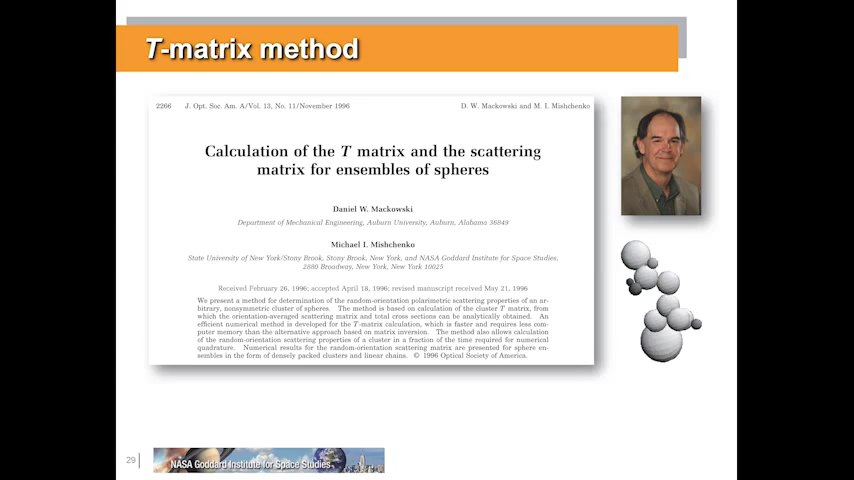 T-matrix method
2266 J. Opt. Soc. Am. A/Vol. 13, No. 11/November 1996 D. W. Mackowski and M. I. Mishchenko
Calculation of the T matrix and the scattering
matrix for ensembles of spheres
Daniel W. Mackowski
Department of Mechanical Engineering, Auburn University, Auburn, Alabama 36849
Michael I. Mishchenko
State University of New York/Stony Brook, Stony Brook, New York, and NASA Goddard Institute for Space Studies,
2880 Broadway, New York, New York 10025
Received February 26, 1996; accepted April 18, 1996; revised manuscript received May 21, 1996
We present a method for determination of the random-orientation polarimetric scattering properties of an ar-
bitrary, nonsymmetric cluster of spheres. The method is based on calculation of the cluster T matrix, from
which the orientation-averaged scattering matrix and total cross sections can be analytically obtained. An
efficient numerical method is developed for the T-matrix calculation, which is faster and requires less com-
puter memory than the alternative approach based on matrix inversion. The method also allows calculation
of the random-orientation scattering properties of a cluster in a fraction of the time required for numerical
quadrature. Numerical results for the random-orientation scattering matrix are presented for sphere en-
sembles in the form of densely packed clusters and linear chains. © 1996 Optical Society of America.
29
NASA Goddard Institute for Space Studies